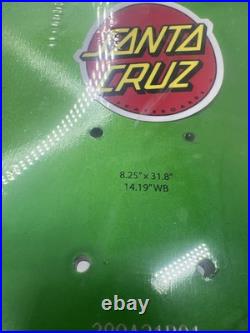 SANTA
CRUZ
8.25" x 31.8"
14.19" WB